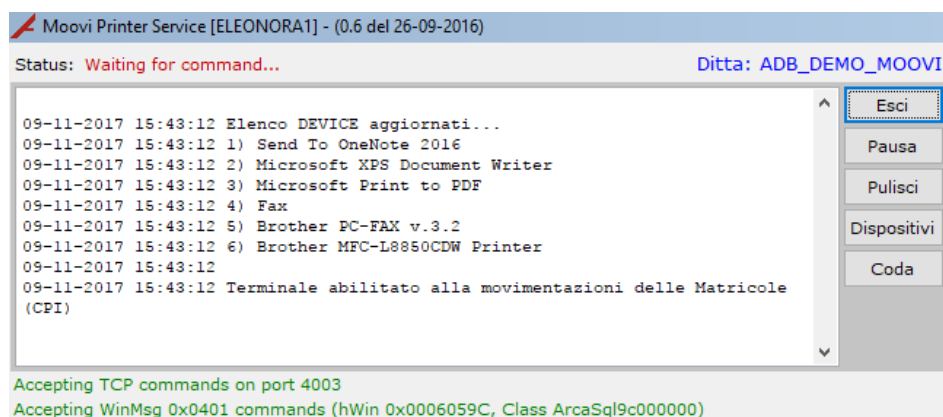 Moovi Printer Service [ELEONORA1] - (0.6 del 26-09-2016)
Status: Waiting for command...
Ditta: ADB_DEMO_MOOVI
09-11-2017 15:43:12 Elenco DEVICE aggiornati...
09-11-2017 15:43:12 1) Send To OneNote 2016
09-11-2017 15:43:12 2) Microsoft XPS Document Writer
09-11-2017 15:43:12 3) Microsoft Print to PDF
09-11-2017 15:43:12 4) Fax
09-11-2017 15:43:12 5) Brother PC-FAX v.3.2
09-11-2017 15:43:12 6) Brother MFC-L8850CDW Printer
09-11-2017 15:43:12
09-11-2017 15:43:12 Terminale abilitato alla movimentazioni delle Matricole
(CPI)
Esci
Pausa
Pulisci
Dispositivi
Coda
Accepting TCP commands on port 4003
Accepting WinMsg 0x0401 commands (hWin 0x0006059C, Class ArcaSql9c000000)